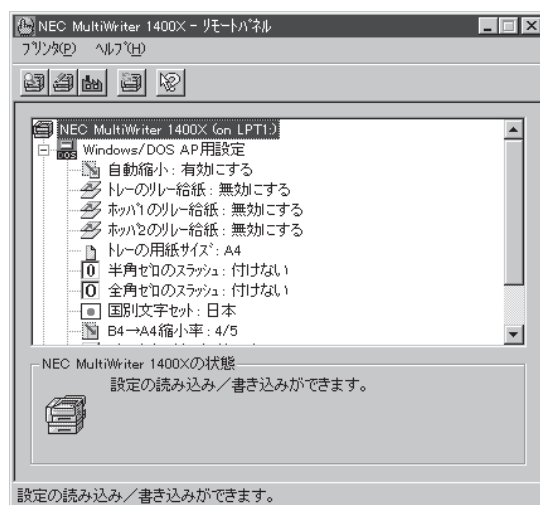 NEC MultiWriter 1400X - ﾘﾓｰﾄﾊﾟﾈﾙ
ﾌﾟﾘﾝﾀ(P) ﾍﾙﾌﾟ(H)
NEC MultiWriter 1400X (on LPT1:)
DOS Windows/DOS AP用設定
自動縮小 : 有効にする
ﾄﾚｰのﾘﾚｰ給紙 : 無効にする
ﾎｯﾊﾟ1のﾘﾚｰ給紙 : 無効にする
ﾎｯﾊﾟ2のﾘﾚｰ給紙 : 無効にする
ﾄﾚｰの用紙ｻｲｽﾞ : A4
0 半角ｾﾞﾛのｽﾗｯｼｭ : 付けない
0 全角ｾﾞﾛのｽﾗｯｼｭ : 付けない
国別文字ｾｯﾄ : 日本
B4→A4縮小率 : 4/5
NEC MultiWriter 1400Xの状態
設定の読み込み／書き込みができます。
設定の読み込み／書き込みができます。